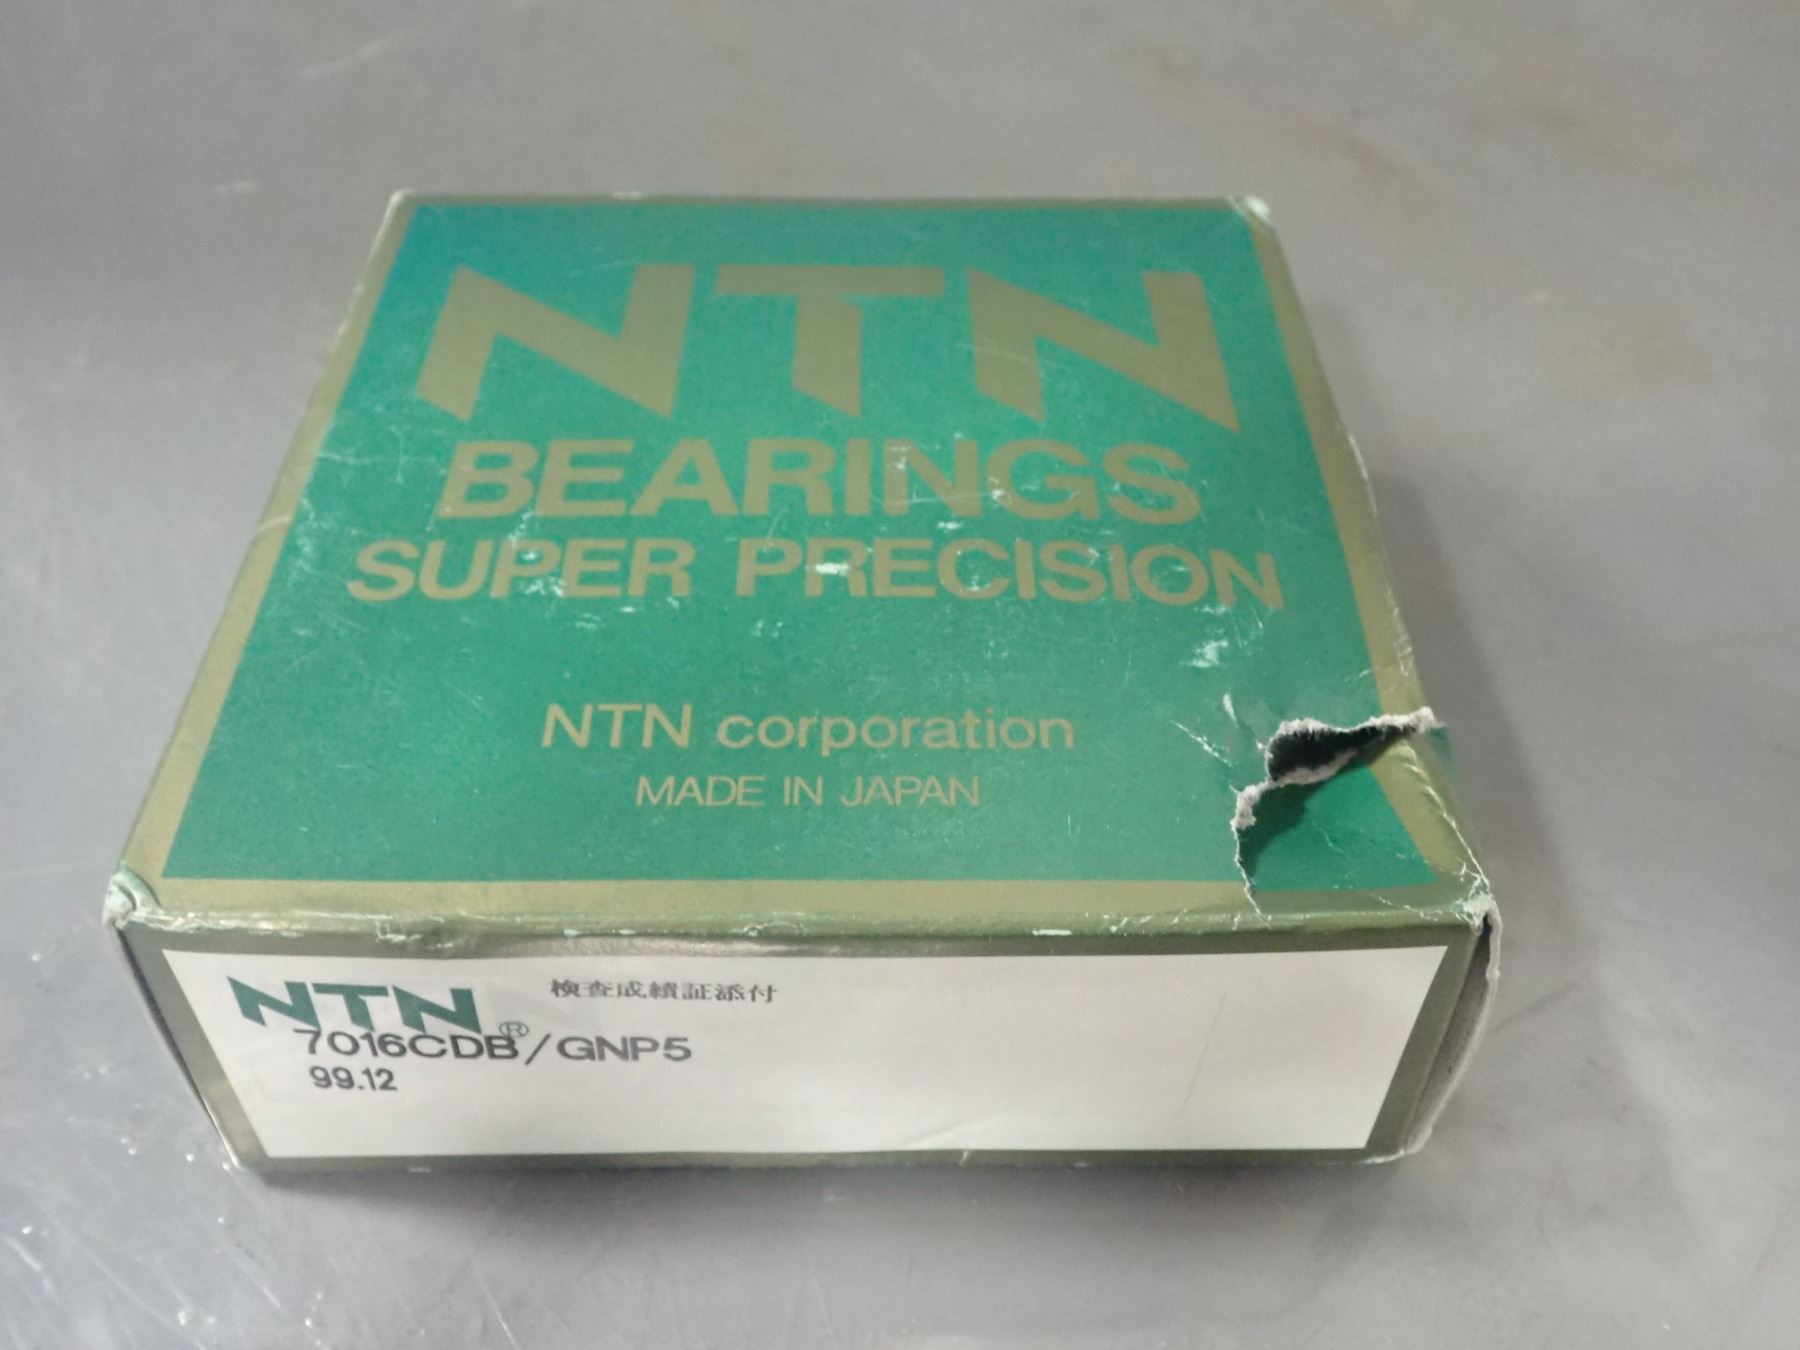 NTN
BEARINGS
SUPER PRECISION
NTN corporation
MADE IN JAPAN
NTN®
検査成績証添付
7016CDB/GNP5
99.12